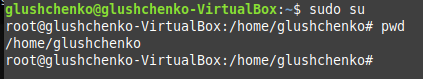 glushchenko@glushchenko-VirtualBox:~$ sudo su
root@glushchenko-VirtualBox:/home/glushchenko# pwd
/home/glushchenko
root@glushchenko-VirtualBox:/home/glushchenko#